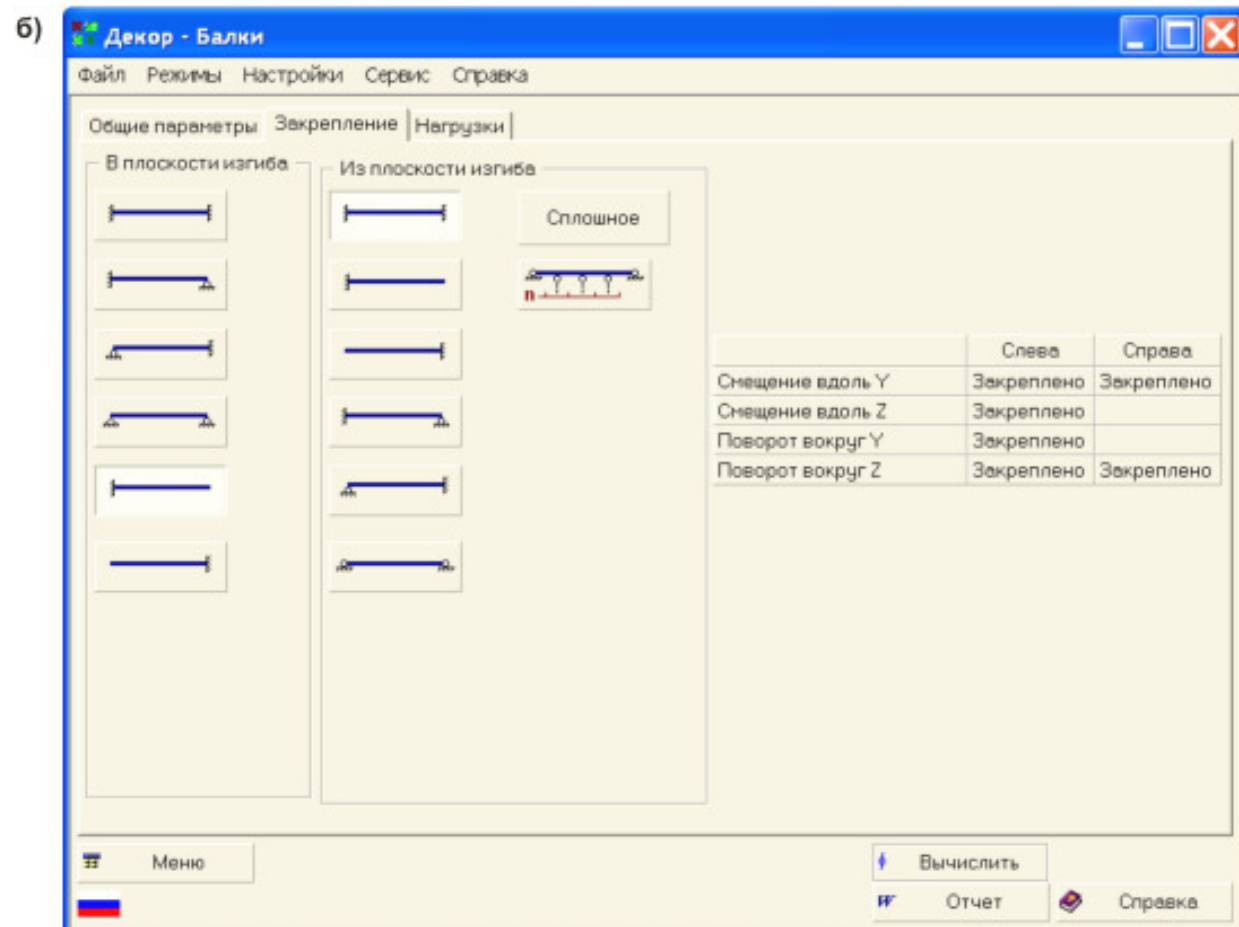 б)
Декор - Балки
Файл Режимы Настройки Сервис Справка
Общие параметры Закрепление Нагрузки
В плоскости изгиба
Из плоскости изгиба
Сплошное
n
Слева Справа
Смещение вдоль Y Закреплено Закреплено
Смещение вдоль Z Закреплено
Поворот вокруг Y Закреплено
Поворот вокруг Z Закреплено Закреплено
Меню
Вычислить
Отчет
Справка